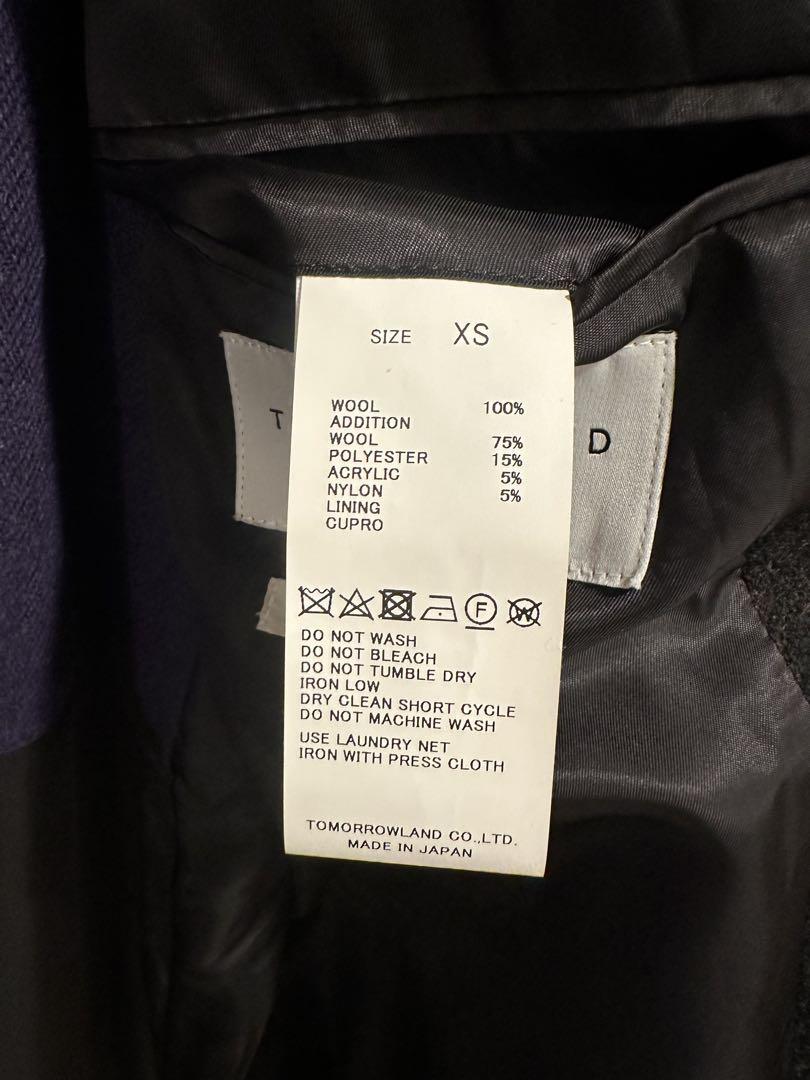 SIZE XS
T D
WOOL 100%
ADDITION
WOOL 75%
POLYESTER 15%
ACRYLIC 5%
NYLON 5%
LINING
CUPRO
F W
DO NOT WASH
DO NOT BLEACH
DO NOT TUMBLE DRY
IRON LOW
DRY CLEAN SHORT CYCLE
DO NOT MACHINE WASH
USE LAUNDRY NET
IRON WITH PRESS CLOTH
TOMORROWLAND CO.,LTD.
MADE IN JAPAN